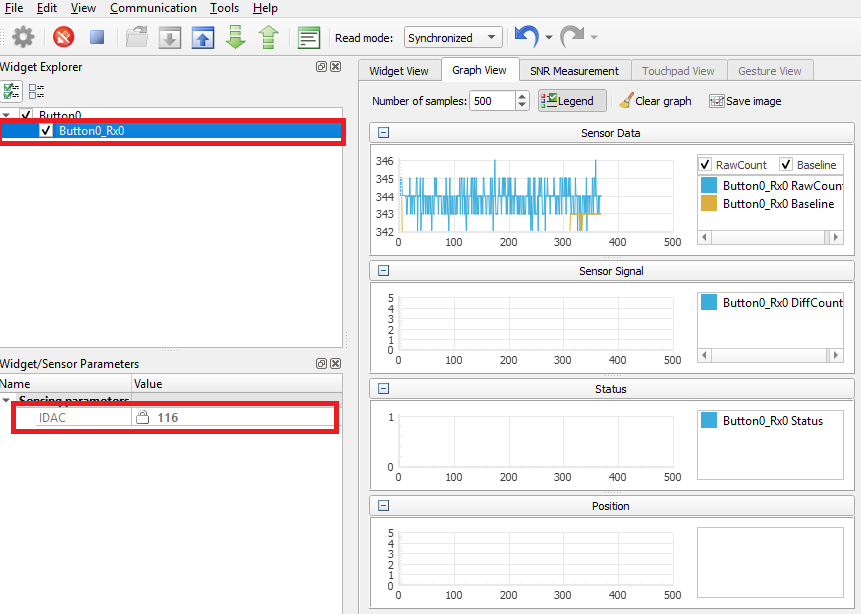 File Edit View Communication Tools Help
Read mode: Synchronized
Widget Explorer
Button0
Button0_Rx0
Widget/Sensor Parameters
Name Value
Sensing parameters
IDAC 116
Widget View Graph View SNR Measurement Touchpad View Gesture View
Number of samples: 500 Legend Clear graph Save image
Sensor Data
346
345
344
343
342
0 100 200 300 400 500
RawCount Baseline
Button0_Rx0 RawCount
Button0_Rx0 Baseline
Sensor Signal
5
4
3
2
1
0
0 100 200 300 400 500
Button0_Rx0 DiffCount
Status
1
0
0 100 200 300 400 500
Button0_Rx0 Status
Position
5
4
3
2
1
0
0 100 200 300 400 500